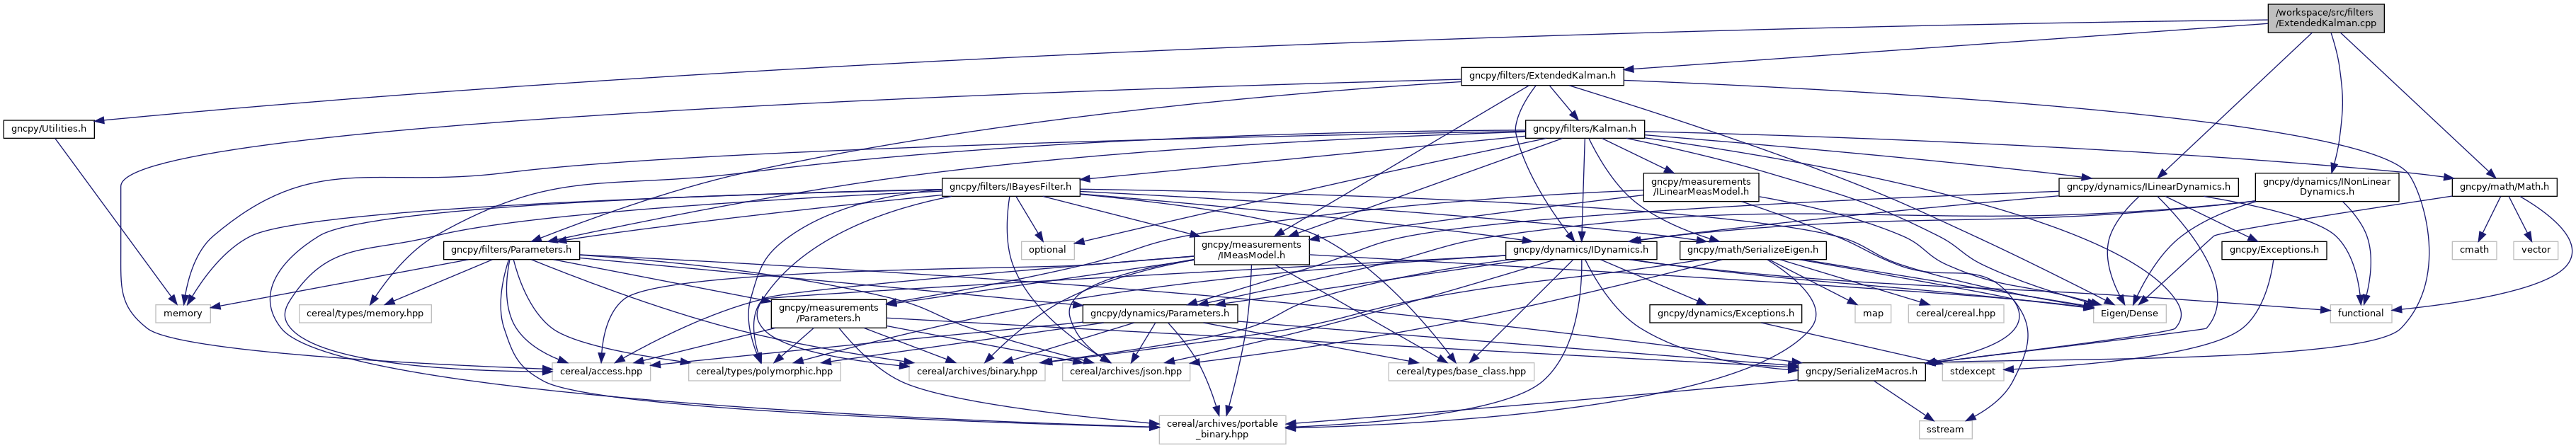 /workspace/src/filters
/ExtendedKalman.cpp
gncpy/filters/ExtendedKalman.h
gncpy/Utilities.h
gncpy/filters/Kalman.h
gncpy/filters/IBayesFilter.h
gncpy/measurements
/ILinearMeasModel.h
gncpy/dynamics/ILinearDynamics.h
gncpy/dynamics/INonLinear
Dynamics.h
gncpy/math/Math.h
gncpy/filters/Parameters.h
optional
gncpy/measurements
/IMeasModel.h
gncpy/dynamics/IDynamics.h
gncpy/math/SerializeEigen.h
gncpy/Exceptions.h
cmath
vector
memory
cereal/types/memory.hpp
gncpy/measurements
/Parameters.h
gncpy/dynamics/Parameters.h
gncpy/dynamics/Exceptions.h
map
cereal/cereal.hpp
Eigen/Dense
functional
cereal/access.hpp
cereal/types/polymorphic.hpp
cereal/archives/binary.hpp
cereal/archives/json.hpp
cereal/types/base_class.hpp
gncpy/SerializeMacros.h
stdexcept
cereal/archives/portable
_binary.hpp
sstream